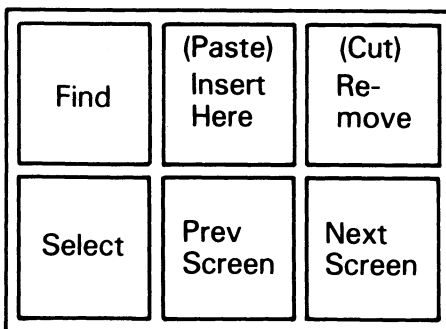 Find
(Paste)
Insert
Here
(Cut)
Re-
move
Select
Prev
Screen
Next
Screen